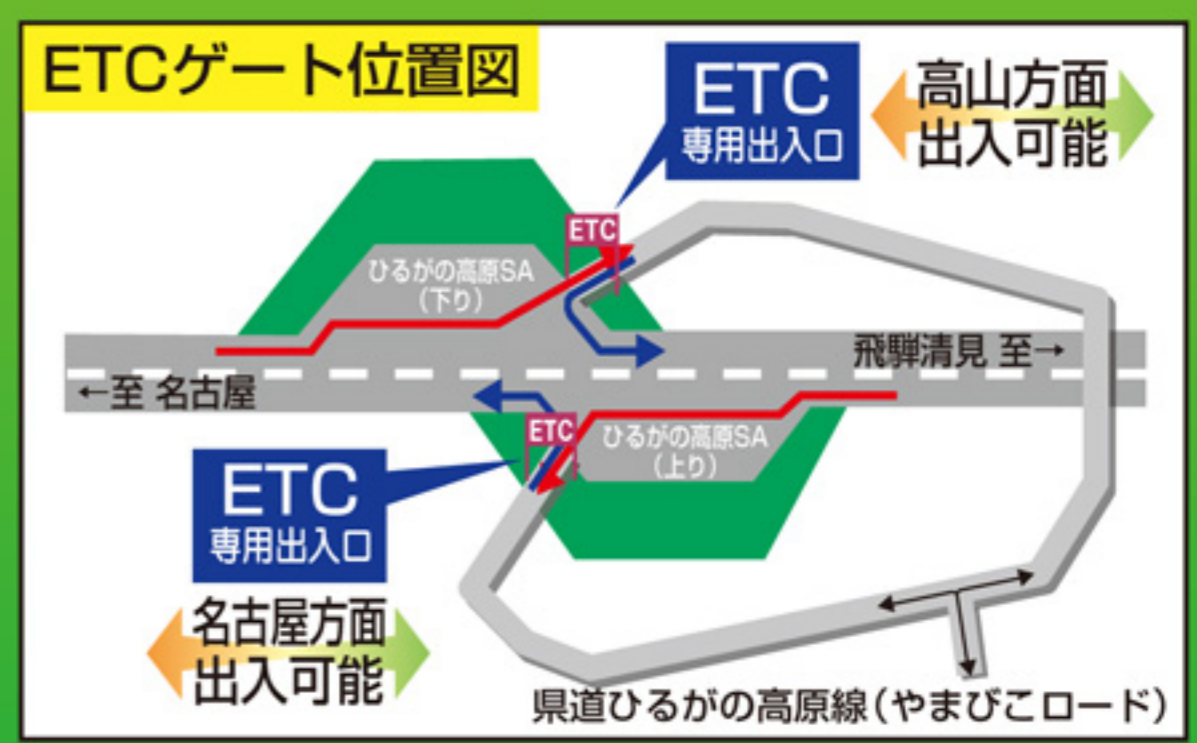 ETCゲート位置図
ETC
専用出入口
高山方面
出入可能
ETC
ひるがの高原SA
（下り）
飛騨清見 至→
←至 名古屋
ETC
ひるがの高原SA
（上り）
ETC
専用出入口
名古屋方面
出入可能
県道ひるがの高原線（やまびこロード）